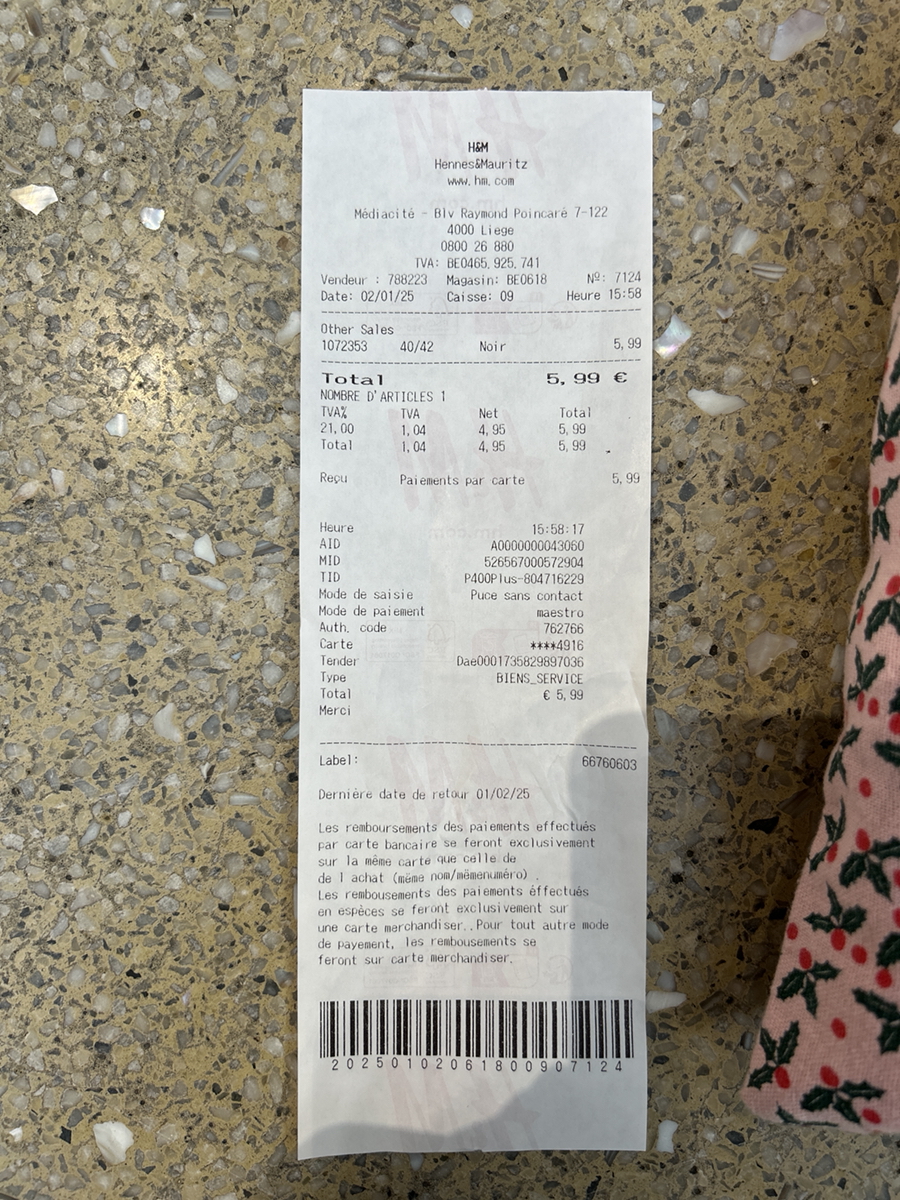 H&M
Hennes&Mauritz
www.hm.com
Médiacité - Blv Raymond Poincaré 7-122
4000 Liege
0800 26 880
TVA: BE0465.925.741
Vendeur : 788223 Magasin: BE0618 Nº: 7124
Date: 02/01/25 Caisse: 09 Heure 15:58
Other Sales
1072353 40/42 Noir 5,99
Total 5,99 €
NOMBRE D'ARTICLES 1
TVA% TVA Net Total
21,00 1,04 4,95 5,99
Total 1,04 4,95 5,99
Reçu Paiements par carte 5,99
Heure 15:58:17
AID A0000000043060
MID 526567000572904
TID P400Plus-804716229
Mode de saisie Puce sans contact
Mode de paiement maestro
Auth. code 762766
Carte ****4916
Tender Dae0001735829897036
Type BIENS_SERVICE
Total € 5,99
Merci
Label: 66760603
Dernière date de retour 01/02/25
Les remboursements des paiements effectués
par carte bancaire se feront exclusivement
sur la même carte que celle de
de l achat (même nom/mêmenuméro) .
Les rembousements des paiements éffectués
en espèces se feront exclusivement sur
une carte merchandiser..Pour tout autre mode
de payement, les rembousements se
feront sur carte merchandiser.
20250102061800907124